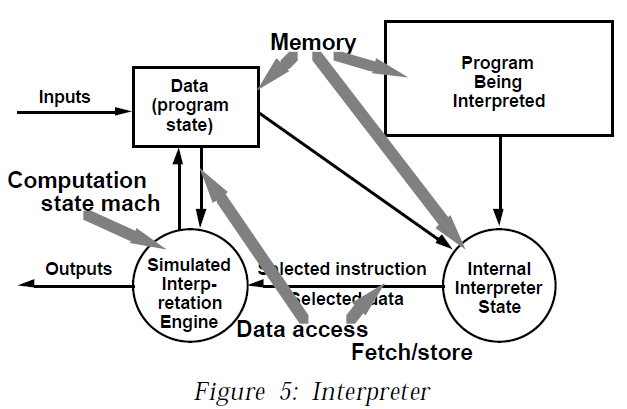 Memory
Data
(program
state)
Program
Being
Interpreted
Inputs
Computation
state mach
Outputs
Simulated
Interp-
retation
Engine
Selected instruction
Selected data
Internal
Interpreter
State
Data access
Fetch/store
Figure 5: Interpreter